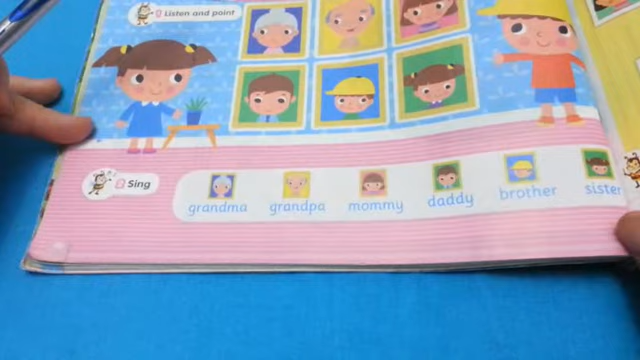 Listen and point
Sing
grandma grandpa mommy daddy brother sister